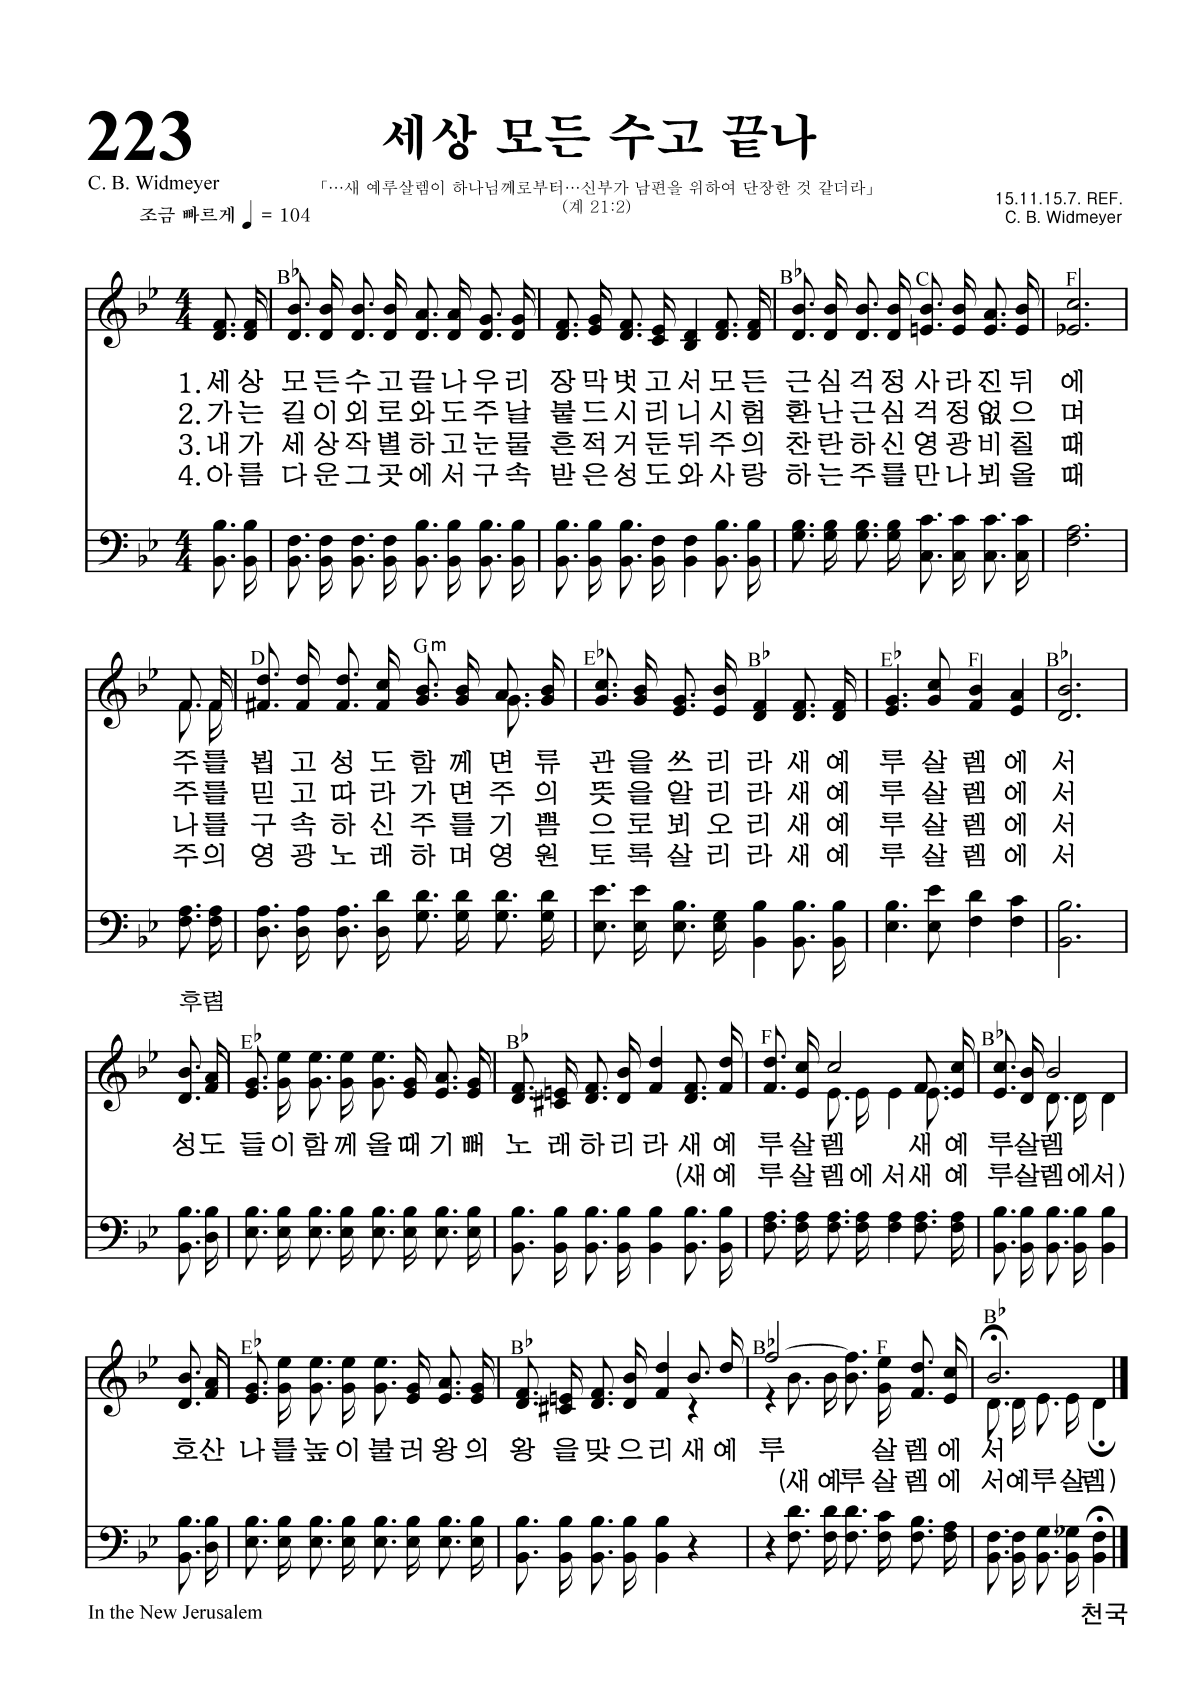 223
세상 모든 수고 끝나
C. B. Widmeyer
「…새 예루살렘이 하나님께로부터…신부가 남편을 위하여 단장한 것 같더라」
(계 21:2)
조금 빠르게 ♩ = 104
15.11.15.7. REF.
C. B. Widmeyer
B♭ B♭ C F
1.세상 모든수고끝나우리 장막벗고서모든 근심걱정사라진뒤 에
2.가는 길이외로와도주날 붙드시리니시험 환난근심걱정없으 며
3.내가 세상작별하고눈물 흔적거둔뒤주의 찬란하신영광비칠 때
4.아름 다운그곳에서구속 받은성도와사랑 하는주를만나뵈올 때
D Gm E♭ B♭ E♭ F B♭
주를 뵙고성도함께면류 관을쓰리라새예 루살렘에 서
주를 믿고따라가면주의 뜻을알리라새예 루살렘에 서
나를 구속하신주를기쁨 으로뵈오리새예 루살렘에 서
주의 영광노래하며영원 토록살리라새예 루살렘에 서
후렴
E♭ B♭ F B♭
성도 들이함께올때기뻐 노래하리라새예 루살렘 새예 루살렘
(새예 루살렘에서새예 루살렘에서)
E♭ B♭ B♭ F B♭
호산 나를높이불러왕의 왕을맞으리새예 루 살렘에 서
(새예루살렘에 서예루살렘)
In the New Jerusalem
천국